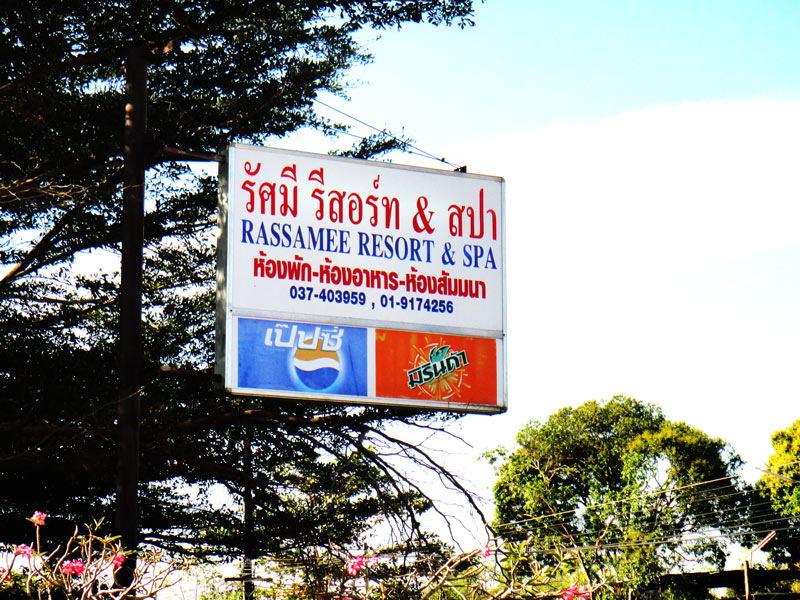 รัศมี รีสอร์ท & สปา
RASSAMEE RESORT & SPA
ห้องพัก-ห้องอาหาร-ห้องสัมมนา
037-403959 , 01-9174256
เป๊ปซี่
มิรินด้า